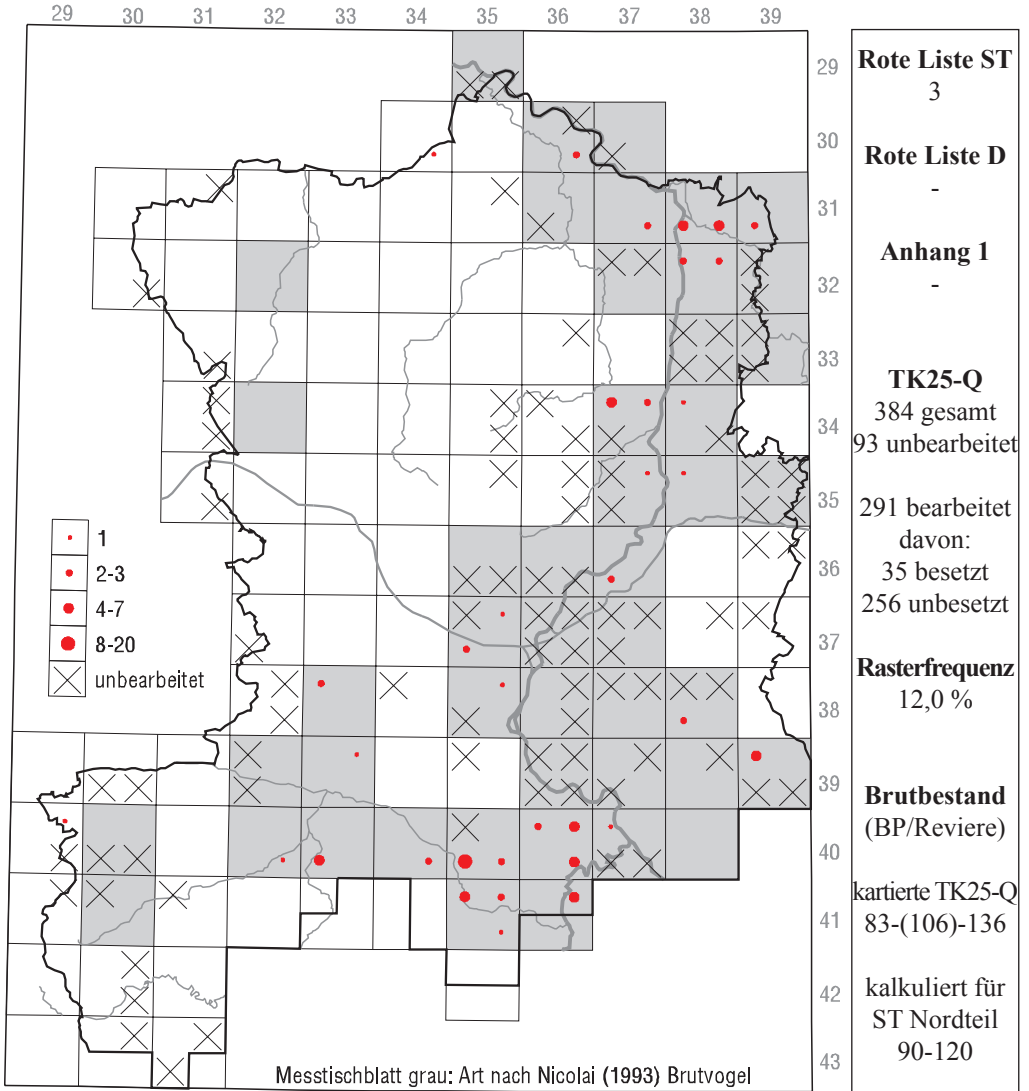 29 30 31 32 33 34 35 36 37 38 39
29
30
31
32
33
34
35
36
37
38
39
40
41
42
43
1
2-3
4-7
8-20
unbearbeitet
Messtischblatt grau: Art nach Nicolai (1993) Brutvogel
Rote Liste ST
3
Rote Liste D
-
Anhang 1
-
TK25-Q
384 gesamt
93 unbearbeitet
291 bearbeitet
davon:
35 besetzt
256 unbesetzt
Rasterfrequenz
12,0 %
Brutbestand
(BP/Reviere)
kartierte TK25-Q
83-(106)-136
kalkuliert für
ST Nordteil
90-120